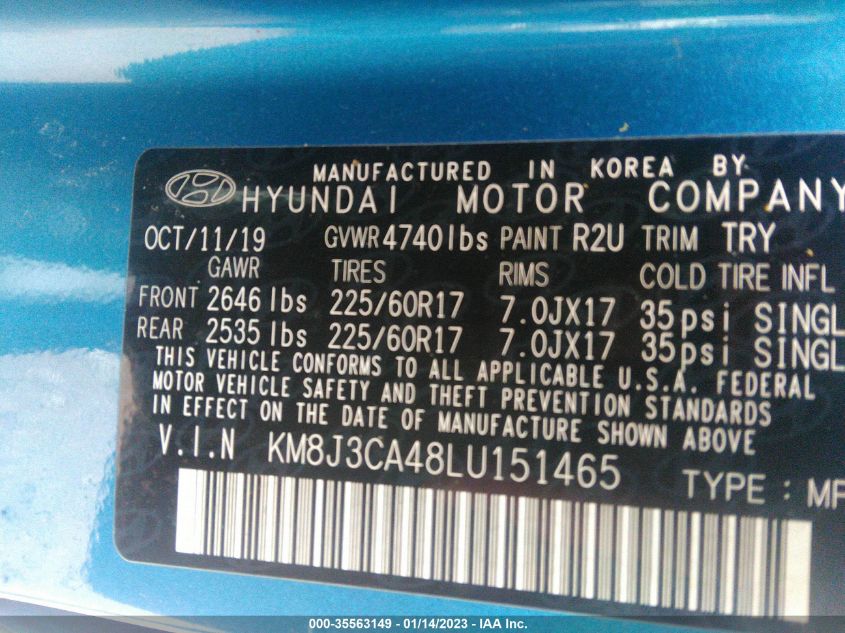 MANUFACTURED IN KOREA BY
HYUNDAI MOTOR COMPANY
OCT/11/19 GVWR 4740lbs PAINT R2U TRIM TRY
GAWR TIRES RIMS COLD TIRE INFL
FRONT 2646 lbs 225/60R17 7.0JX17 35psi SINGL
REAR 2535 lbs 225/60R17 7.0JX17 35psi SINGL
THIS VEHICLE CONFORMS TO ALL APPLICABLE U.S.A. FEDERAL
MOTOR VEHICLE SAFETY AND THEFT PREVENTION STANDARDS
IN EFFECT ON THE DATE OF MANUFACTURE SHOWN ABOVE
V.I.N KM8J3CA48LU151465
TYPE : MP
000-35563149 - 01/14/2023 - IAA Inc.